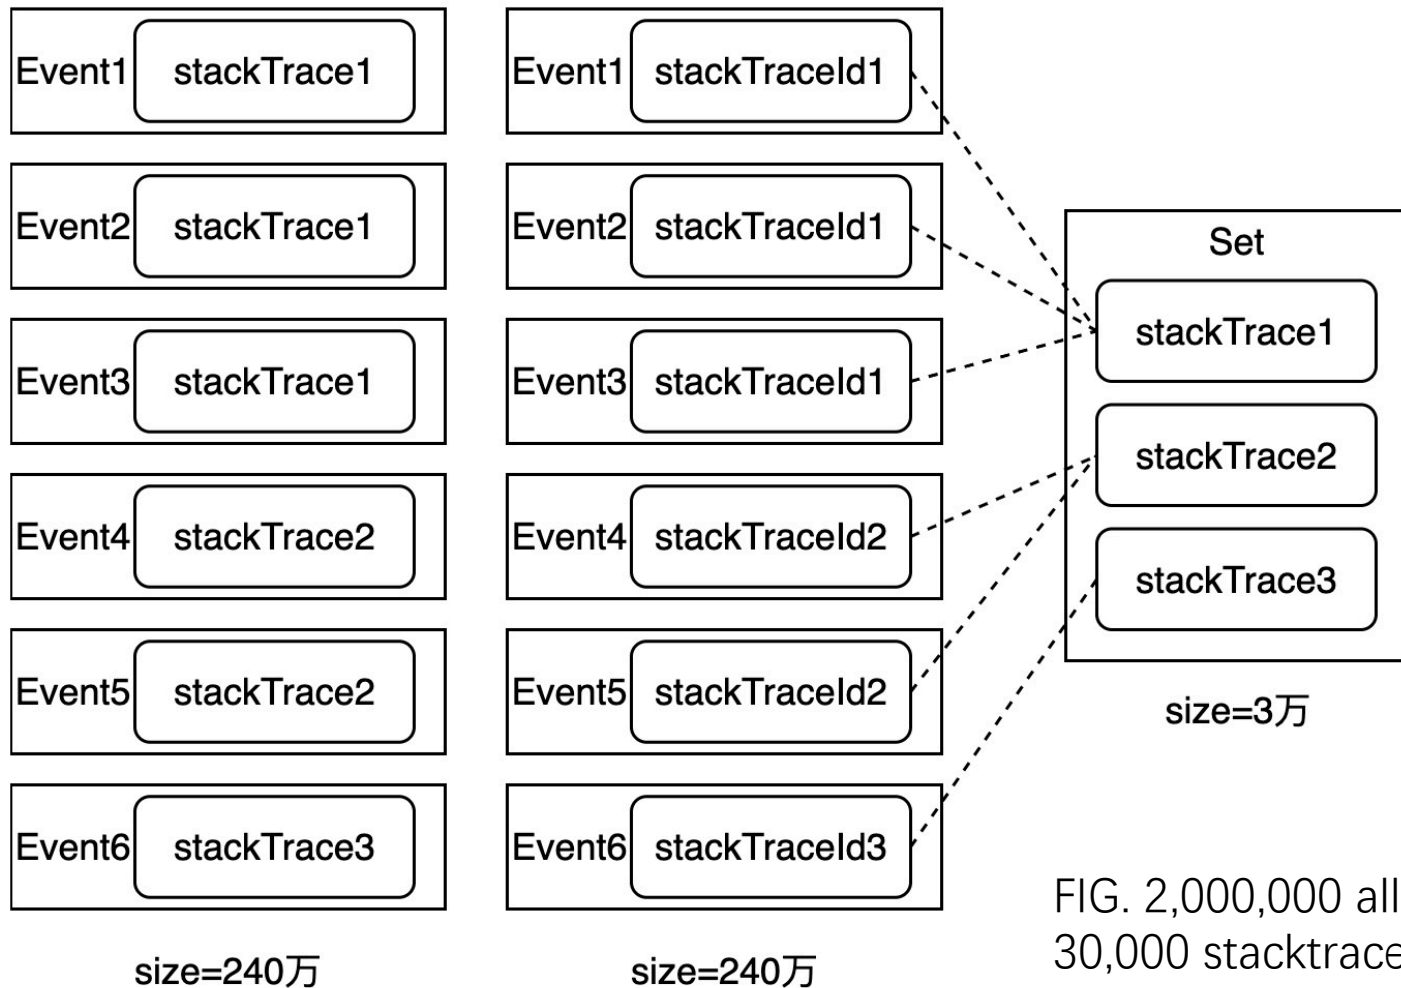 Event1 stackTrace1
Event2 stackTrace1
Event3 stackTrace1
Event4 stackTrace2
Event5 stackTrace2
Event6 stackTrace3
size=240万
Event1 stackTraceId1
Event2 stackTraceId1
Event3 stackTraceId1
Event4 stackTraceId2
Event5 stackTraceId2
Event6 stackTraceId3
size=240万
Set
stackTrace1
stackTrace2
stackTrace3
size=3万
FIG. 2,000,000 all
30,000 stacktrace